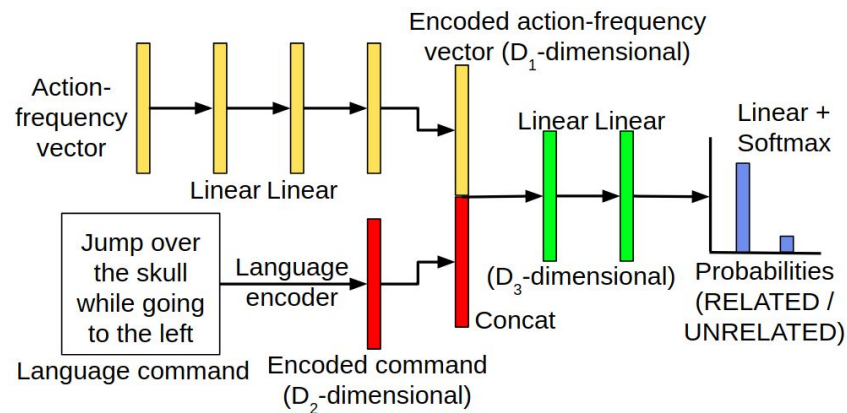 Encoded action-frequency
vector (D1-dimensional)
Action-
frequency
vector
Linear Linear
Linear Linear
Linear +
Softmax
Jump over
the skull
while going
to the left
Language command
Language
encoder
Encoded command
(D2-dimensional)
Concat
(D3-dimensional)
Probabilities
(RELATED /
UNRELATED)